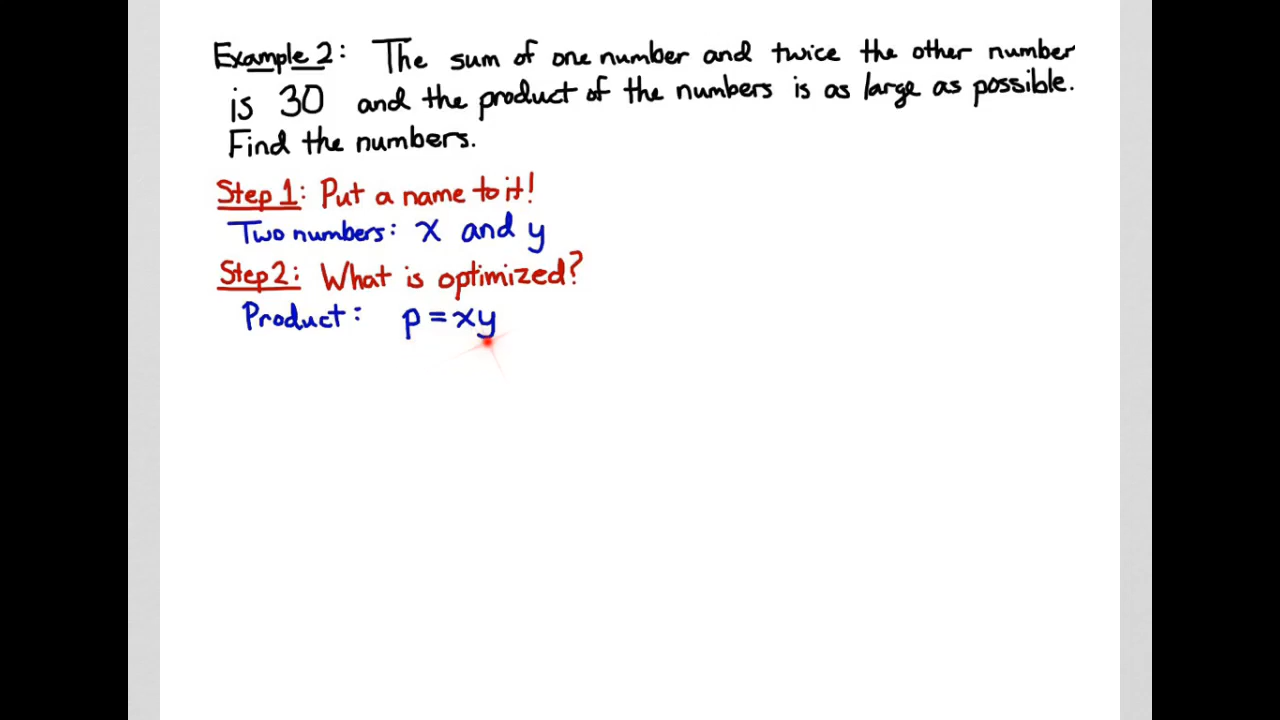 Example 2: The sum of one number and twice the other number
is 30 and the product of the numbers is as large as possible.
Find the numbers.
Step 1: Put a name to it!
Two numbers: x and y
Step 2: What is optimized?
Product: p = xy